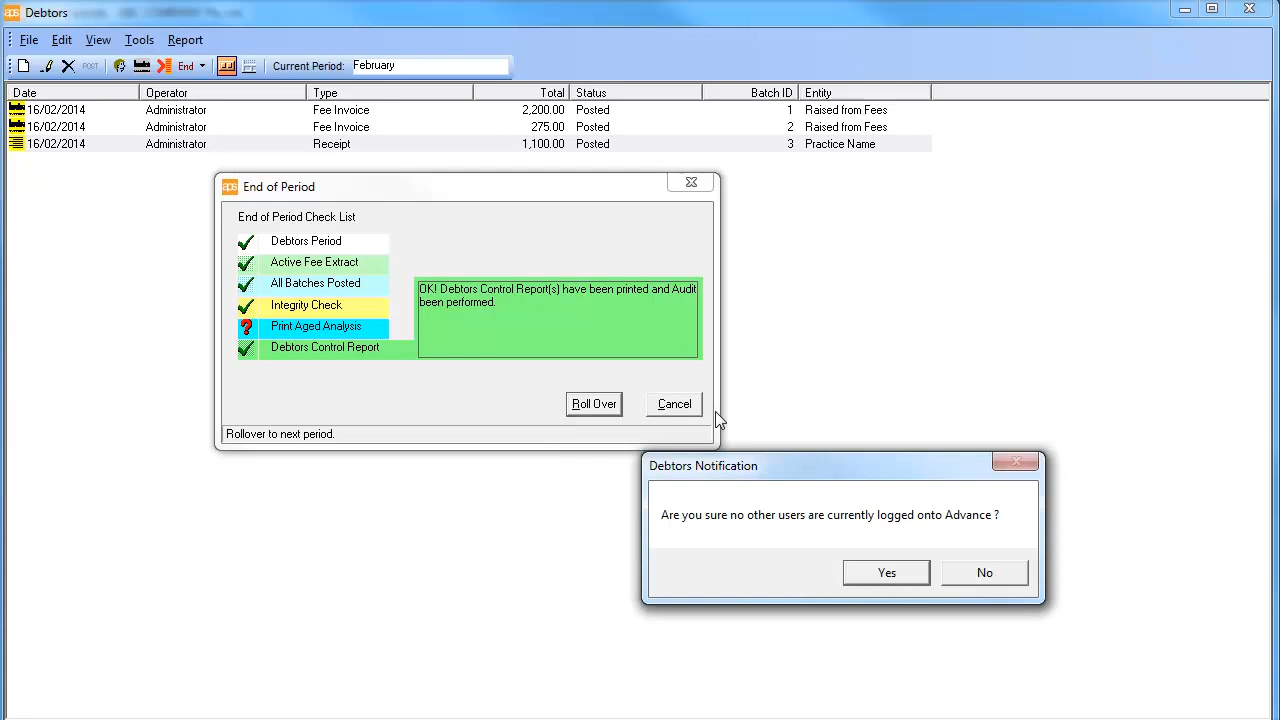 aps Debtors
File Edit View Tools Report
POST End Current Period: February
Date Operator Type Total Status Batch ID Entity
16/02/2014 Administrator Fee Invoice 2,200.00 Posted 1 Raised from Fees
16/02/2014 Administrator Fee Invoice 275.00 Posted 2 Raised from Fees
16/02/2014 Administrator Receipt 1,100.00 Posted 3 Practice Name
aps End of Period
End of Period Check List
Debtors Period
Active Fee Extract
All Batches Posted
Integrity Check
Print Aged Analysis
Debtors Control Report
OK! Debtors Control Report(s) have been printed and Audit
been performed.
Roll Over Cancel
Rollover to next period.
Debtors Notification
Are you sure no other users are currently logged onto Advance ?
Yes No